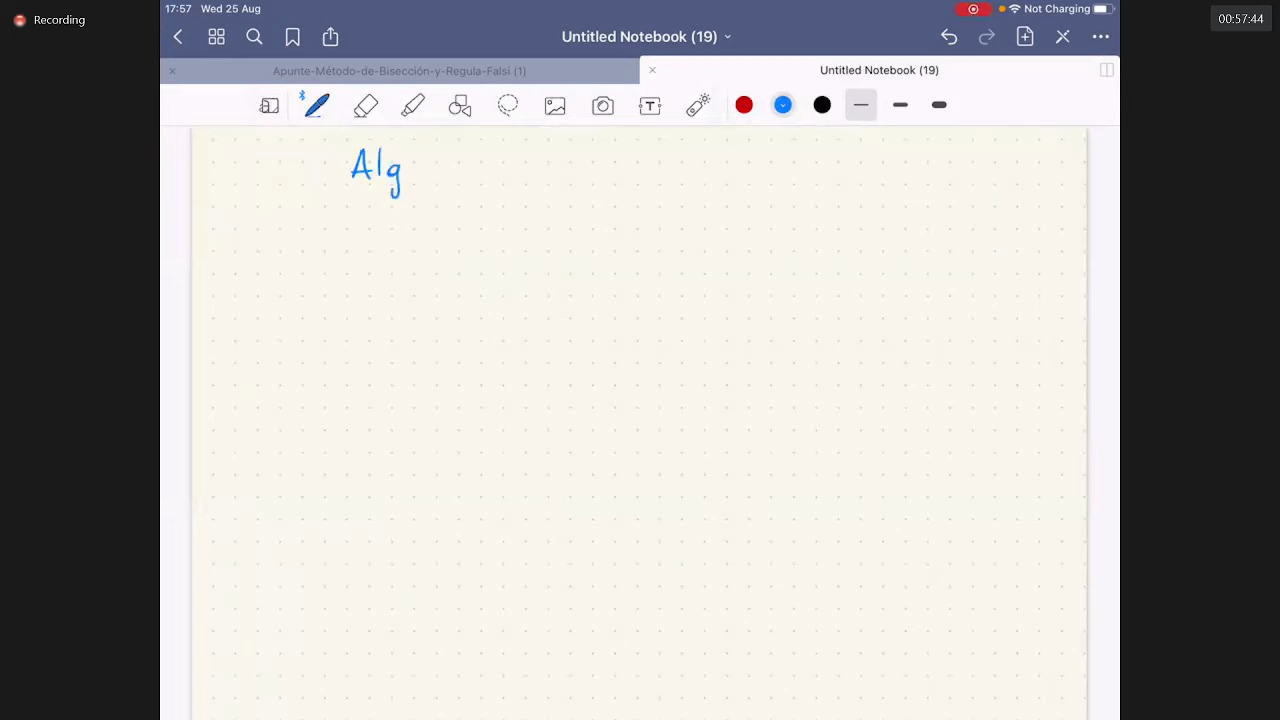 Recording
17:57 Wed 25 Aug
Not Charging
00:57:44
Untitled Notebook (19)
Apunte-Método-de-Bisección-y-Regula-Falsi (1)
Untitled Notebook (19)
T
Alg